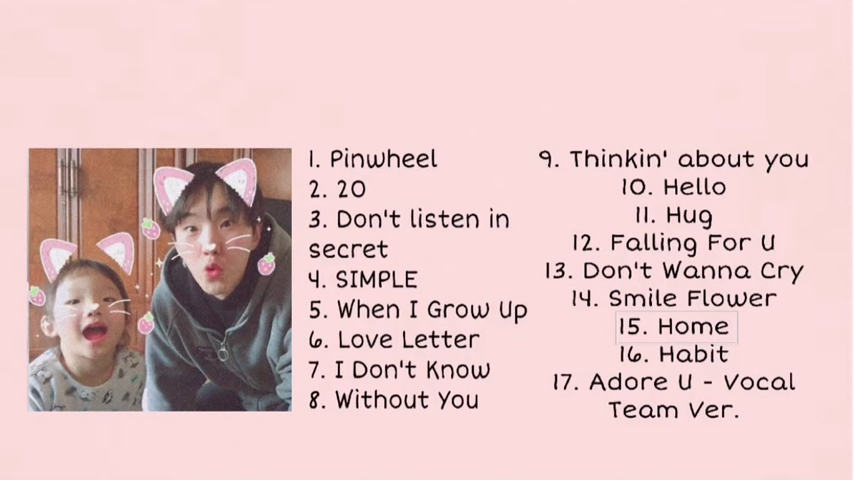 1. Pinwheel
2. 20
3. Don't listen in
secret
4. SIMPLE
5. When I Grow Up
6. Love Letter
7. I Don't Know
8. Without You
9. Thinkin' about you
10. Hello
11. Hug
12. Falling For U
13. Don't Wanna Cry
14. Smile Flower
15. Home
16. Habit
17. Adore U - Vocal
Team Ver.